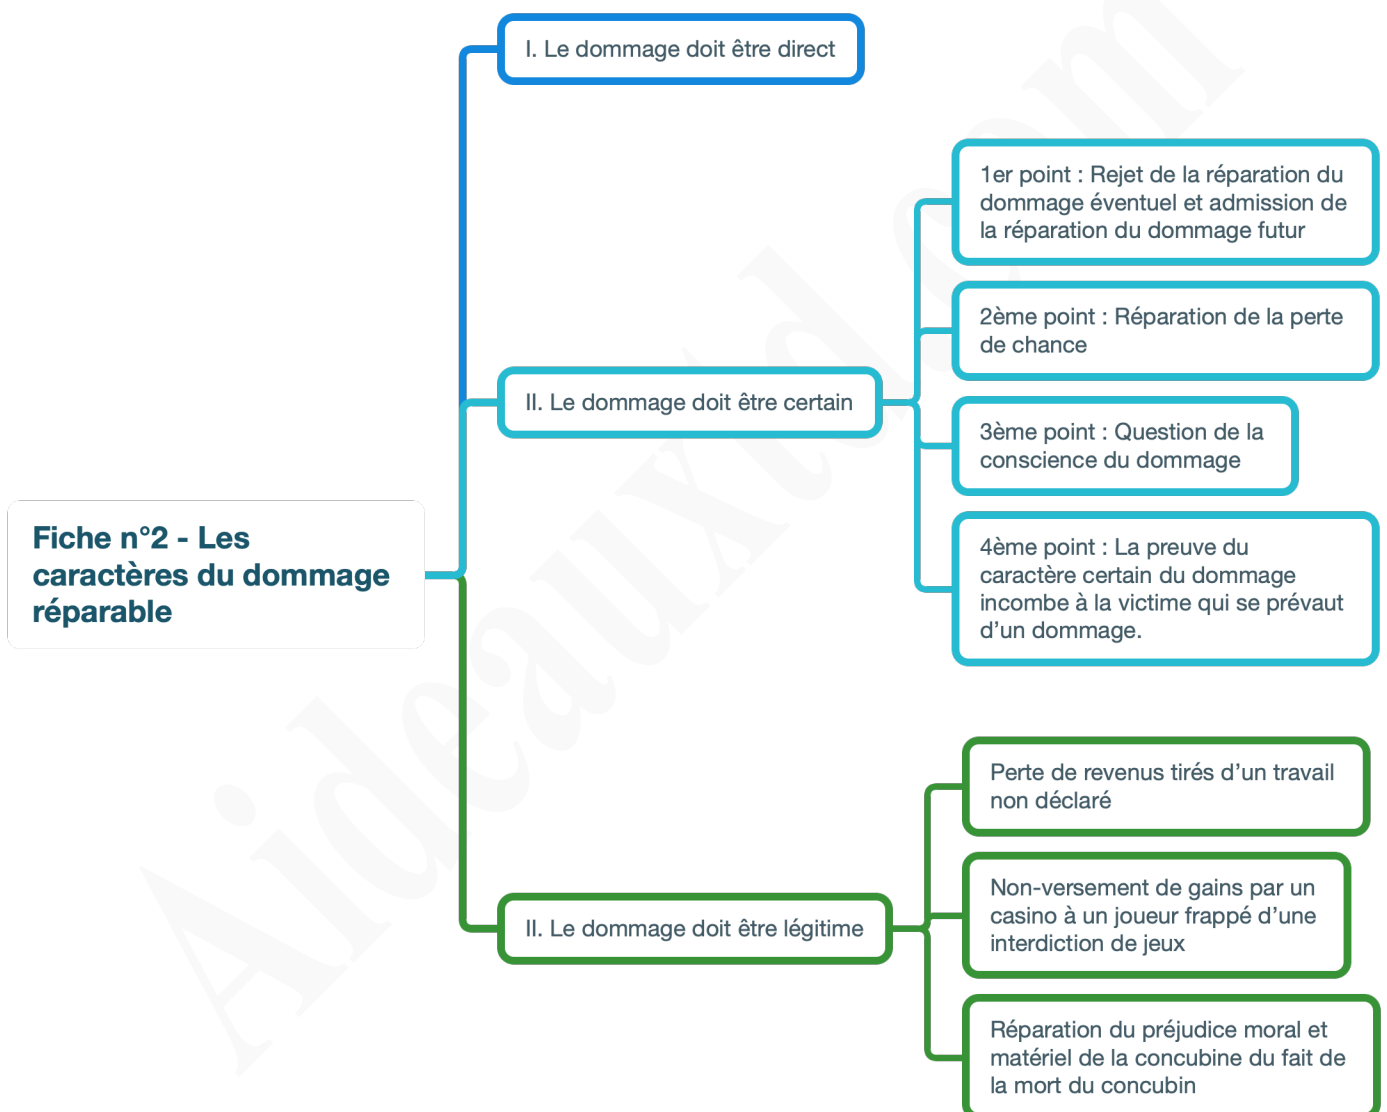 Fiche n°2 - Les
caractères du dommage
réparable
I. Le dommage doit être direct
II. Le dommage doit être certain
1er point : Rejet de la réparation du
dommage éventuel et admission de
la réparation du dommage futur
2ème point : Réparation de la perte
de chance
3ème point : Question de la
conscience du dommage
4ème point : La preuve du
caractère certain du dommage
incombe à la victime qui se prévaut
d’un dommage.
II. Le dommage doit être légitime
Perte de revenus tirés d’un travail
non déclaré
Non-versement de gains par un
casino à un joueur frappé d’une
interdiction de jeux
Réparation du préjudice moral et
matériel de la concubine du fait de
la mort du concubin
Aideauxtd.com